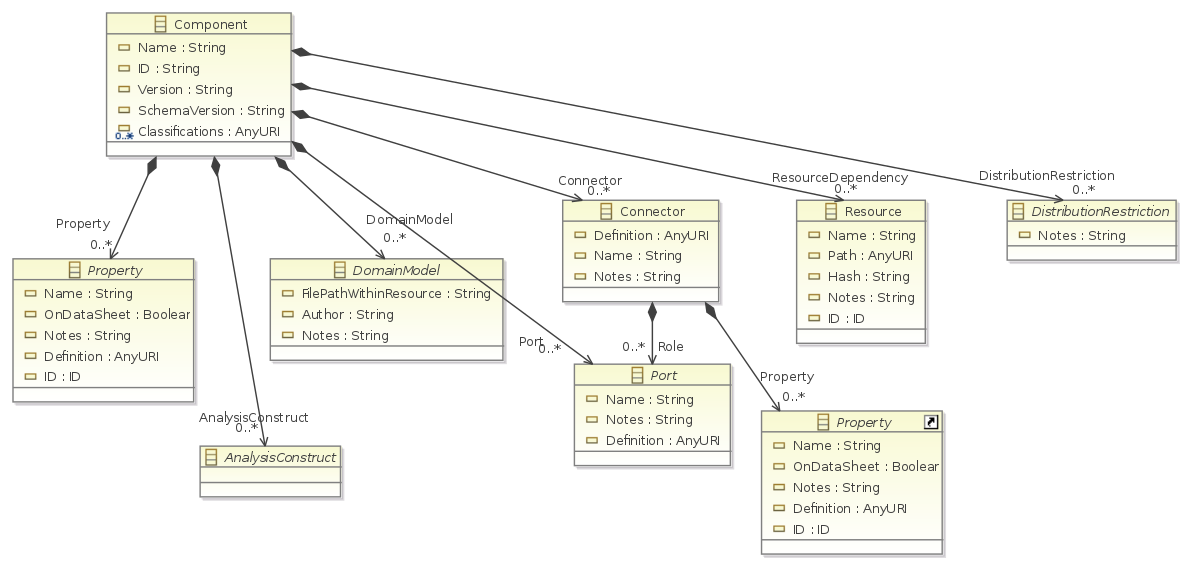 Component
Name : String
ID : String
Version : String
SchemaVersion : String
0..*
Classifications : AnyURI
Property
0..*
AnalysisConstruct
0..*
DomainModel
0..*
Port
0..*
Connector
0..*
ResourceDependency
0..*
DistributionRestriction
0..*
Property
Name : String
OnDataSheet : Boolean
Notes : String
Definition : AnyURI
ID : ID
AnalysisConstruct
DomainModel
FilePathWithinResource : String
Author : String
Notes : String
Connector
Definition : AnyURI
Name : String
Notes : String
Resource
Name : String
Path : AnyURI
Hash : String
Notes : String
ID : ID
DistributionRestriction
Notes : String
0..*
Role
Property
0..*
Port
Name : String
Notes : String
Definition : AnyURI
Property
Name : String
OnDataSheet : Boolean
Notes : String
Definition : AnyURI
ID : ID